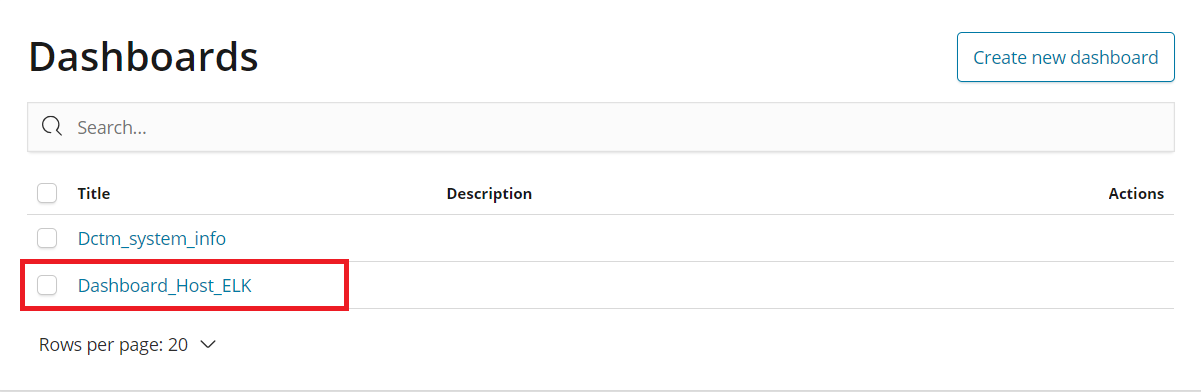 Dashboards
Create new dashboard
Search...
Title Description Actions
Dctm_system_info
Dashboard_Host_ELK
Rows per page: 20